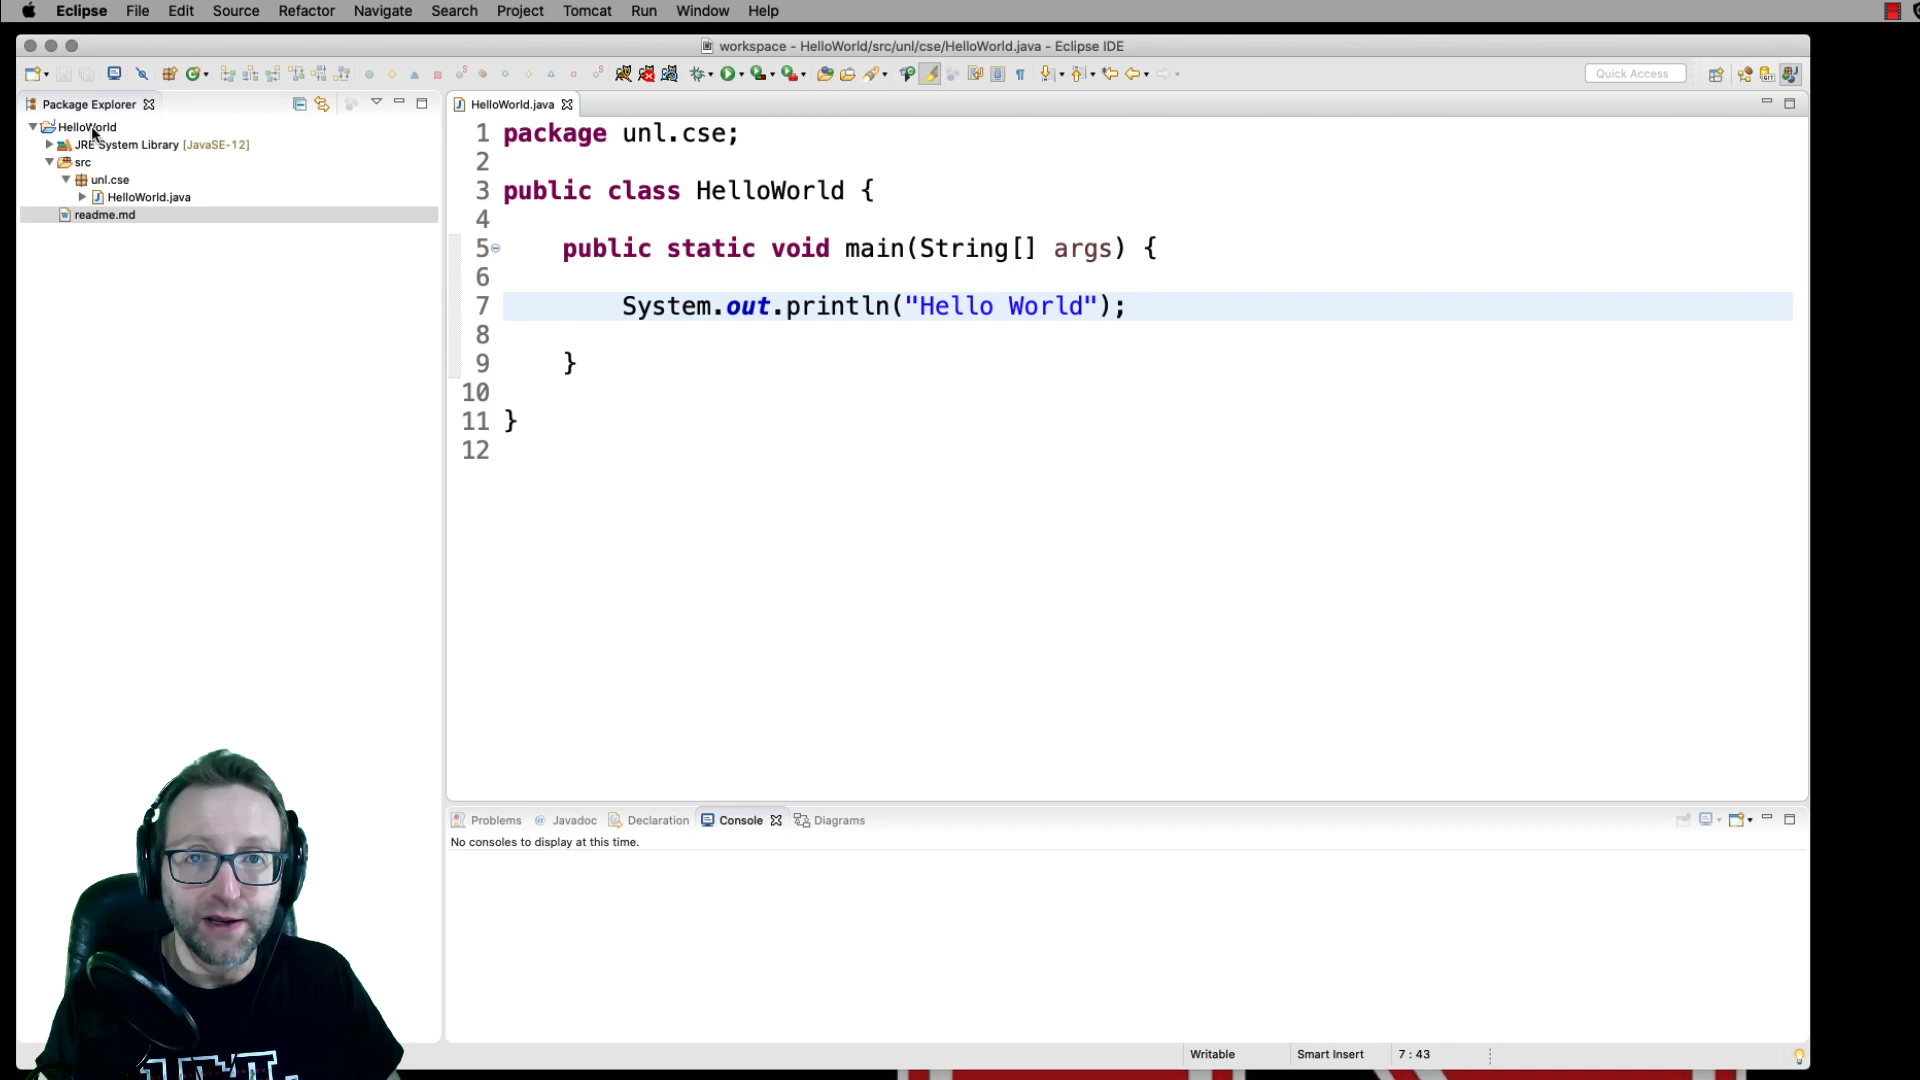 Eclipse File Edit Source Refactor Navigate Search Project Tomcat Run Window Help
workspace - HelloWorld/src/unl/cse/HelloWorld.java - Eclipse IDE
Quick Access
Package Explorer
HelloWorld
JRE System Library [JavaSE-12]
src
unl.cse
HelloWorld.java
readme.md
HelloWorld.java
1 package unl.cse;
2
3 public class HelloWorld {
4
5 public static void main(String[] args) {
6
7 System.out.println("Hello World");
8
9 }
10
11 }
12
Problems Javadoc Declaration Console Diagrams
No consoles to display at this time.
Writable Smart Insert 7 : 43